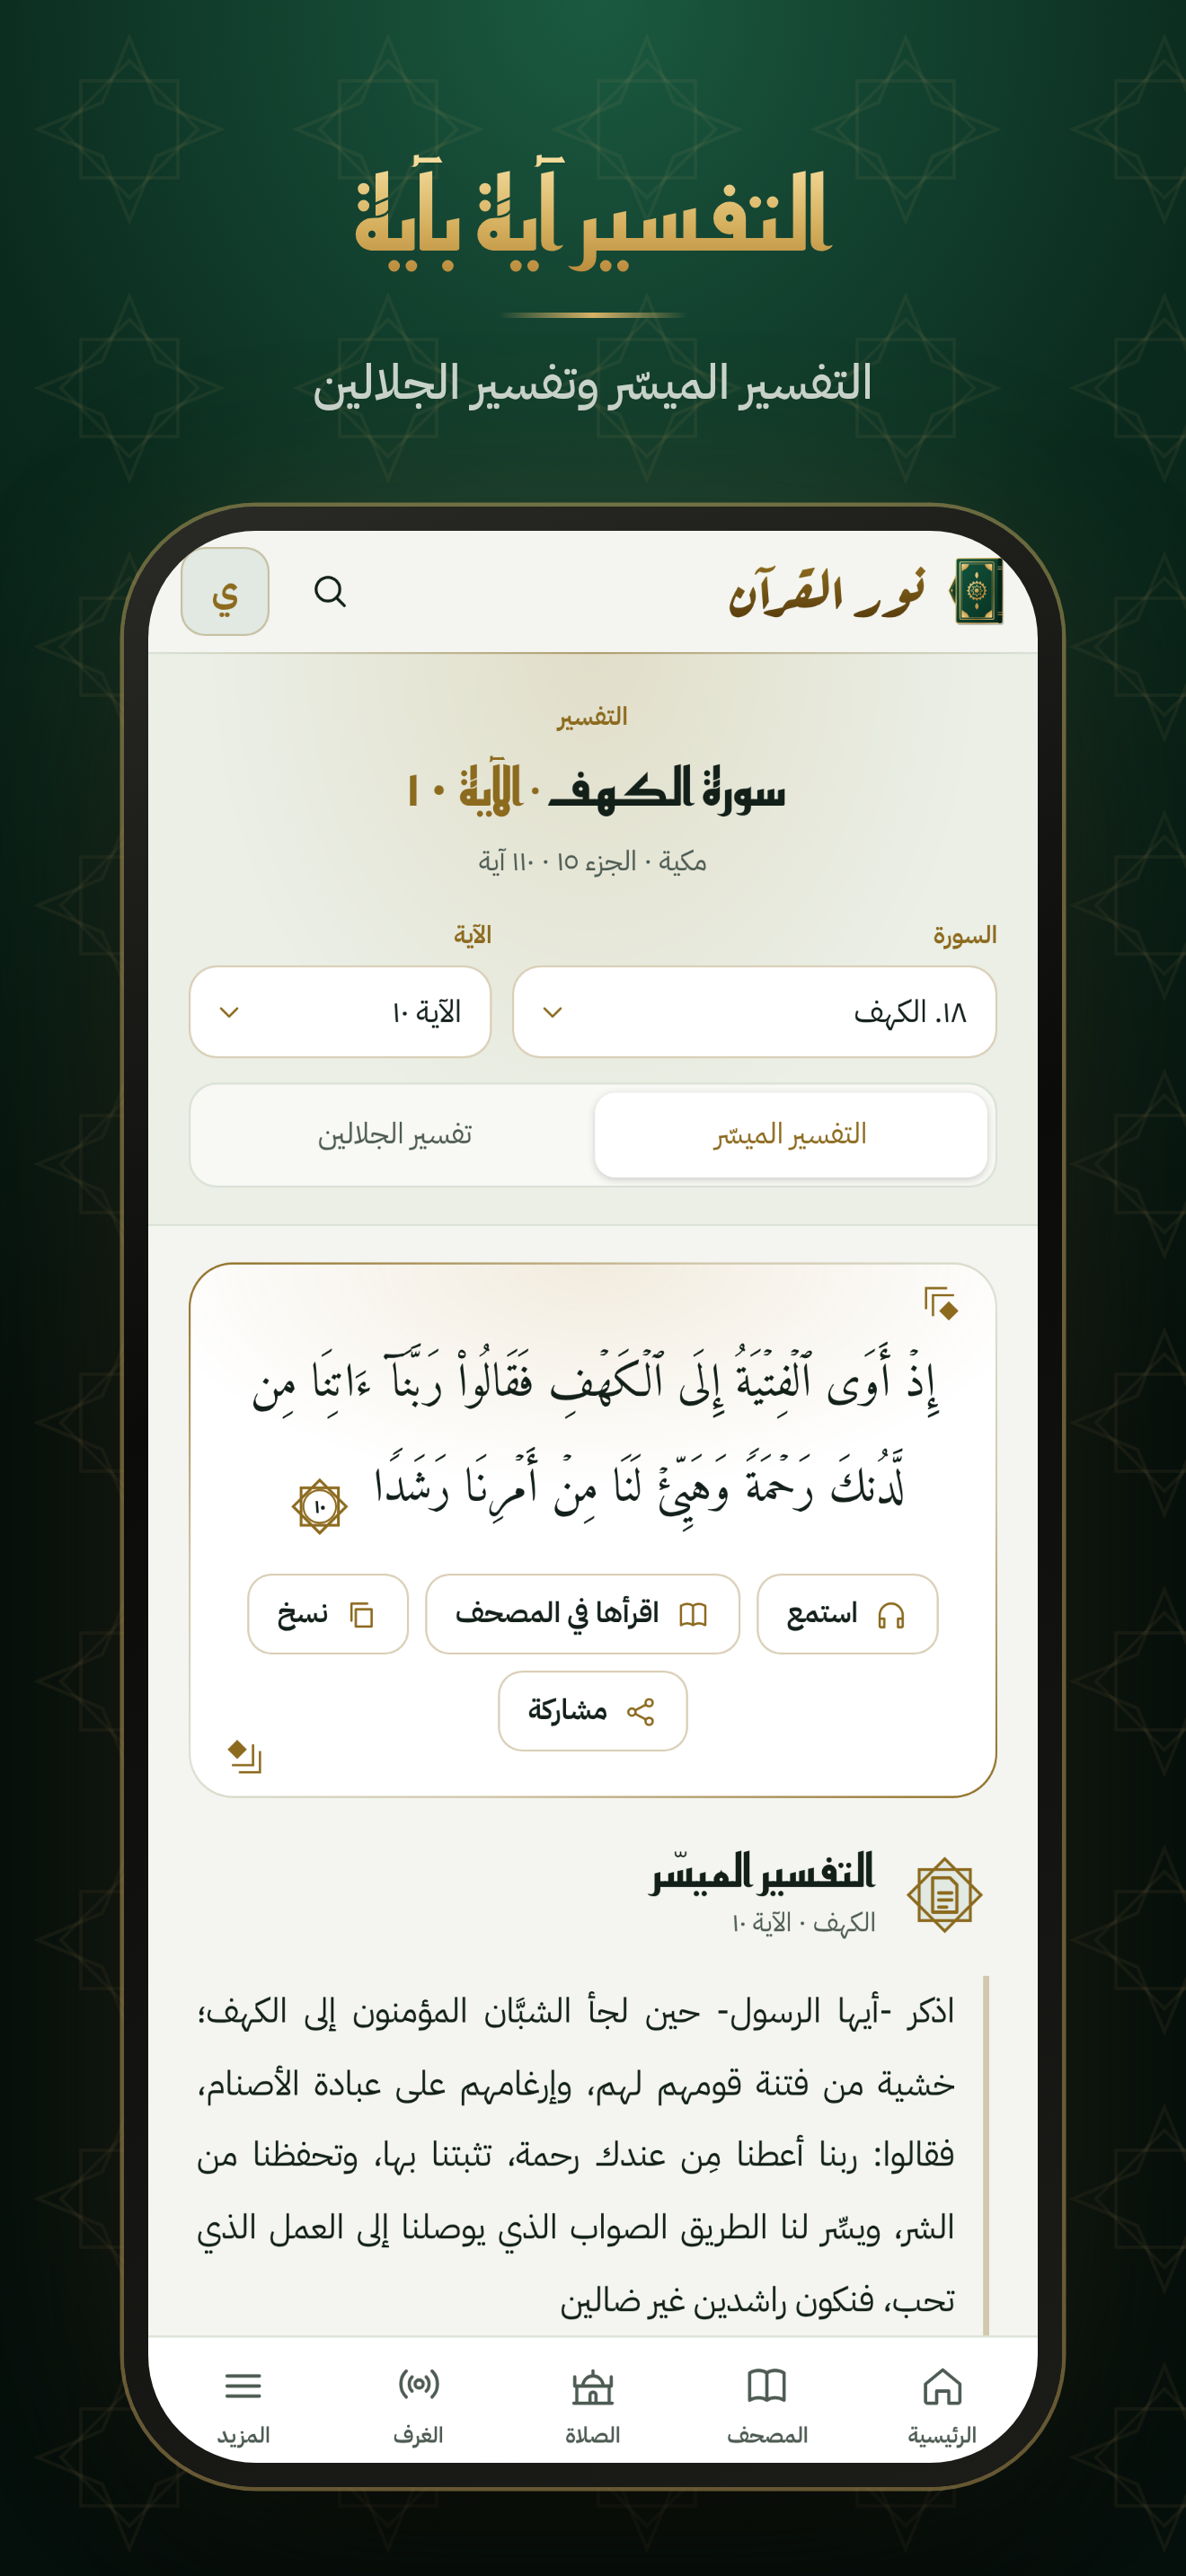 التفسير آية بآية
التفسير الميسّر وتفسير الجلالين
نور القرآن
ي
التفسير
سورة الكهف · الآية ١٠
مكية · الجزء ١٥ · ١١٠ آية
السورة
الآية
١٨. الكهف
الآية ١٠
التفسير الميسّر
تفسير الجلالين
إِذۡ أَوَى ٱلۡفِتۡيَةُ إِلَى ٱلۡكَهۡفِ فَقَالُواْ رَبَّنَآ ءَاتِنَا مِن
لَّدُنكَ رَحۡمَةٗ وَهَيِّئۡ لَنَا مِنۡ أَمۡرِنَا رَشَدٗا ١٠
استمع
اقرأها في المصحف
نسخ
مشاركة
التفسير الميسّر
الكهف · الآية ١٠
اذكر -أيها الرسول- حين لجأ الشبَّان المؤمنون إلى الكهف؛
خشية من فتنة قومهم لهم، وإرغامهم على عبادة الأصنام،
فقالوا: ربنا أعطنا مِن عندك رحمة، تثبتنا بها، وتحفظنا من
الشر، ويسِّر لنا الطريق الصواب الذي يوصلنا إلى العمل الذي
تحب، فنكون راشدين غير ضالين
الرئيسية
المصحف
الصلاة
الغرف
المزيد